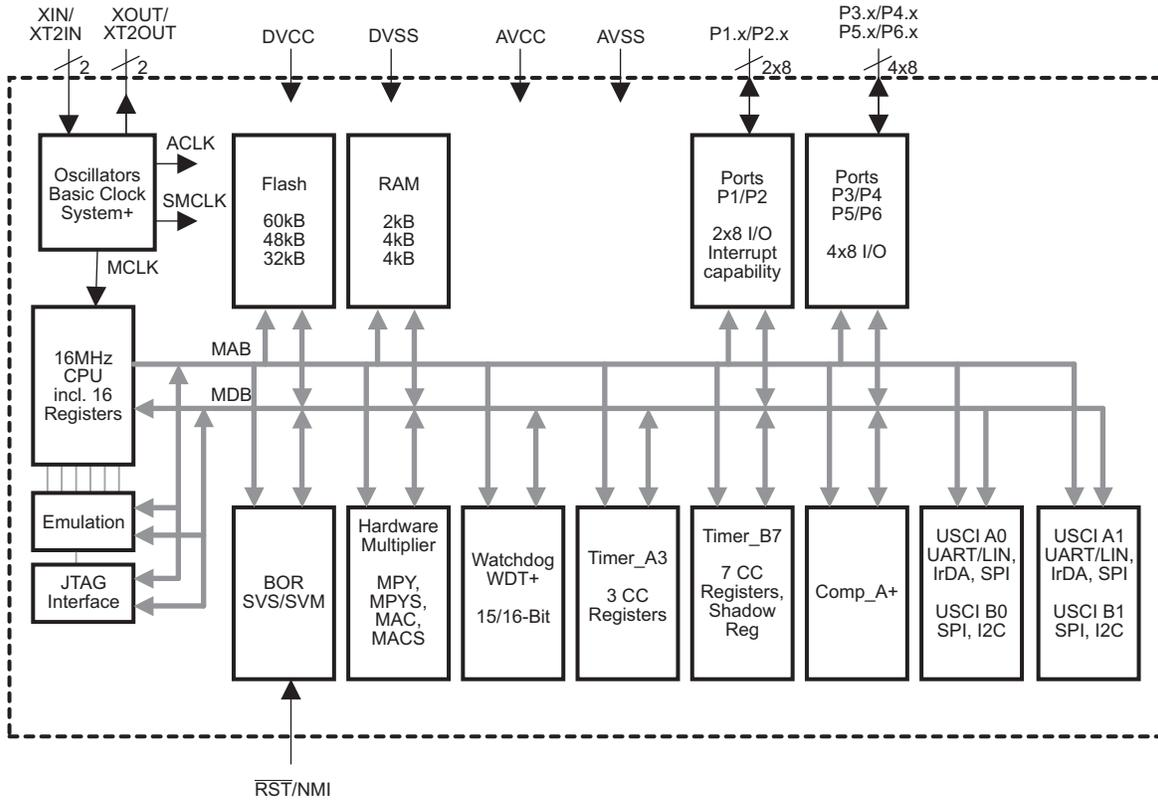 XIN/
XT2IN
XOUT/
XT2OUT
DVCC
DVSS
AVCC
AVSS
P1.x/P2.x
P3.x/P4.x
P5.x/P6.x
2
2
2x8
4x8
Oscillators
Basic Clock
System+
ACLK
SMCLK
MCLK
Flash
60kB
48kB
32kB
RAM
2kB
4kB
4kB
Ports
P1/P2
2x8 I/O
Interrupt
capability
Ports
P3/P4
P5/P6
4x8 I/O
16MHz
CPU
incl. 16
Registers
MAB
MDB
Emulation
JTAG
Interface
BOR
SVS/SVM
Hardware
Multiplier
MPY,
MPYS,
MAC,
MACS
Watchdog
WDT+
15/16-Bit
Timer_A3
3 CC
Registers
Timer_B7
7 CC
Registers,
Shadow
Reg
Comp_A+
USCI A0
UART/LIN,
IrDA, SPI
USCI B0
SPI, I2C
USCI A1
UART/LIN,
IrDA, SPI
USCI B1
SPI, I2C
RST/NMI